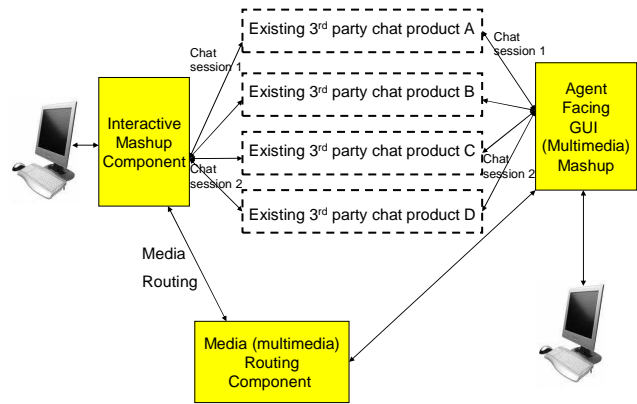 Existing 3rd party chat product A
Chat
session 1
Chat
session 1
Existing 3rd party chat product B
Interactive
Mashup
Component
Agent
Facing
GUI
(Multimedia)
Mashup
Existing 3rd party chat product C
Chat
session 2
Chat
session 2
Existing 3rd party chat product D
Media
Routing
Media (multimedia)
Routing
Component